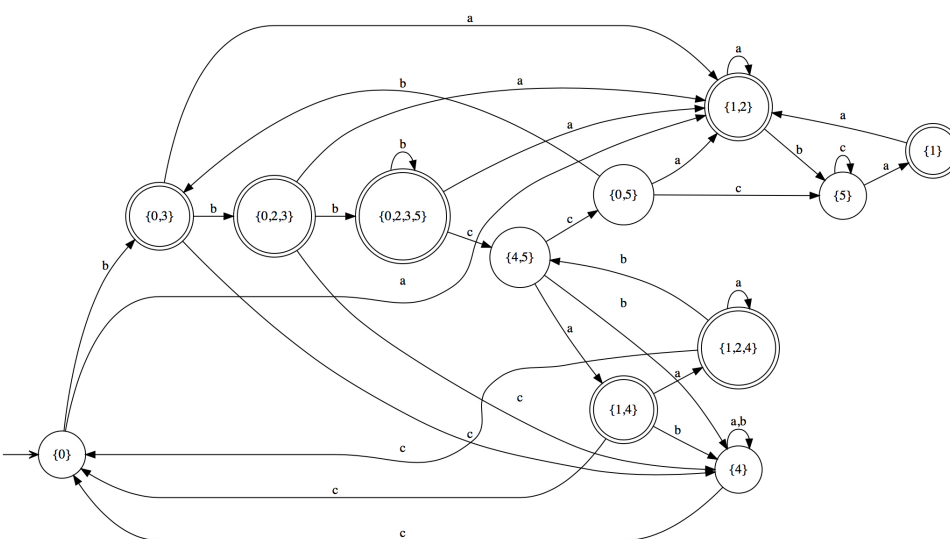 a
b
a
a
{1,2}
a
a
b
b
c
a
{1}
{0,3}
b
{0,2,3}
b
{0,2,3,5}
b
{0,5}
a
c
{5}
c
c
{4,5}
b
b
a
b
a
a
{1,2,4}
c
a
{1,4}
b
a,b
c
c
{0}
{4}
c
c